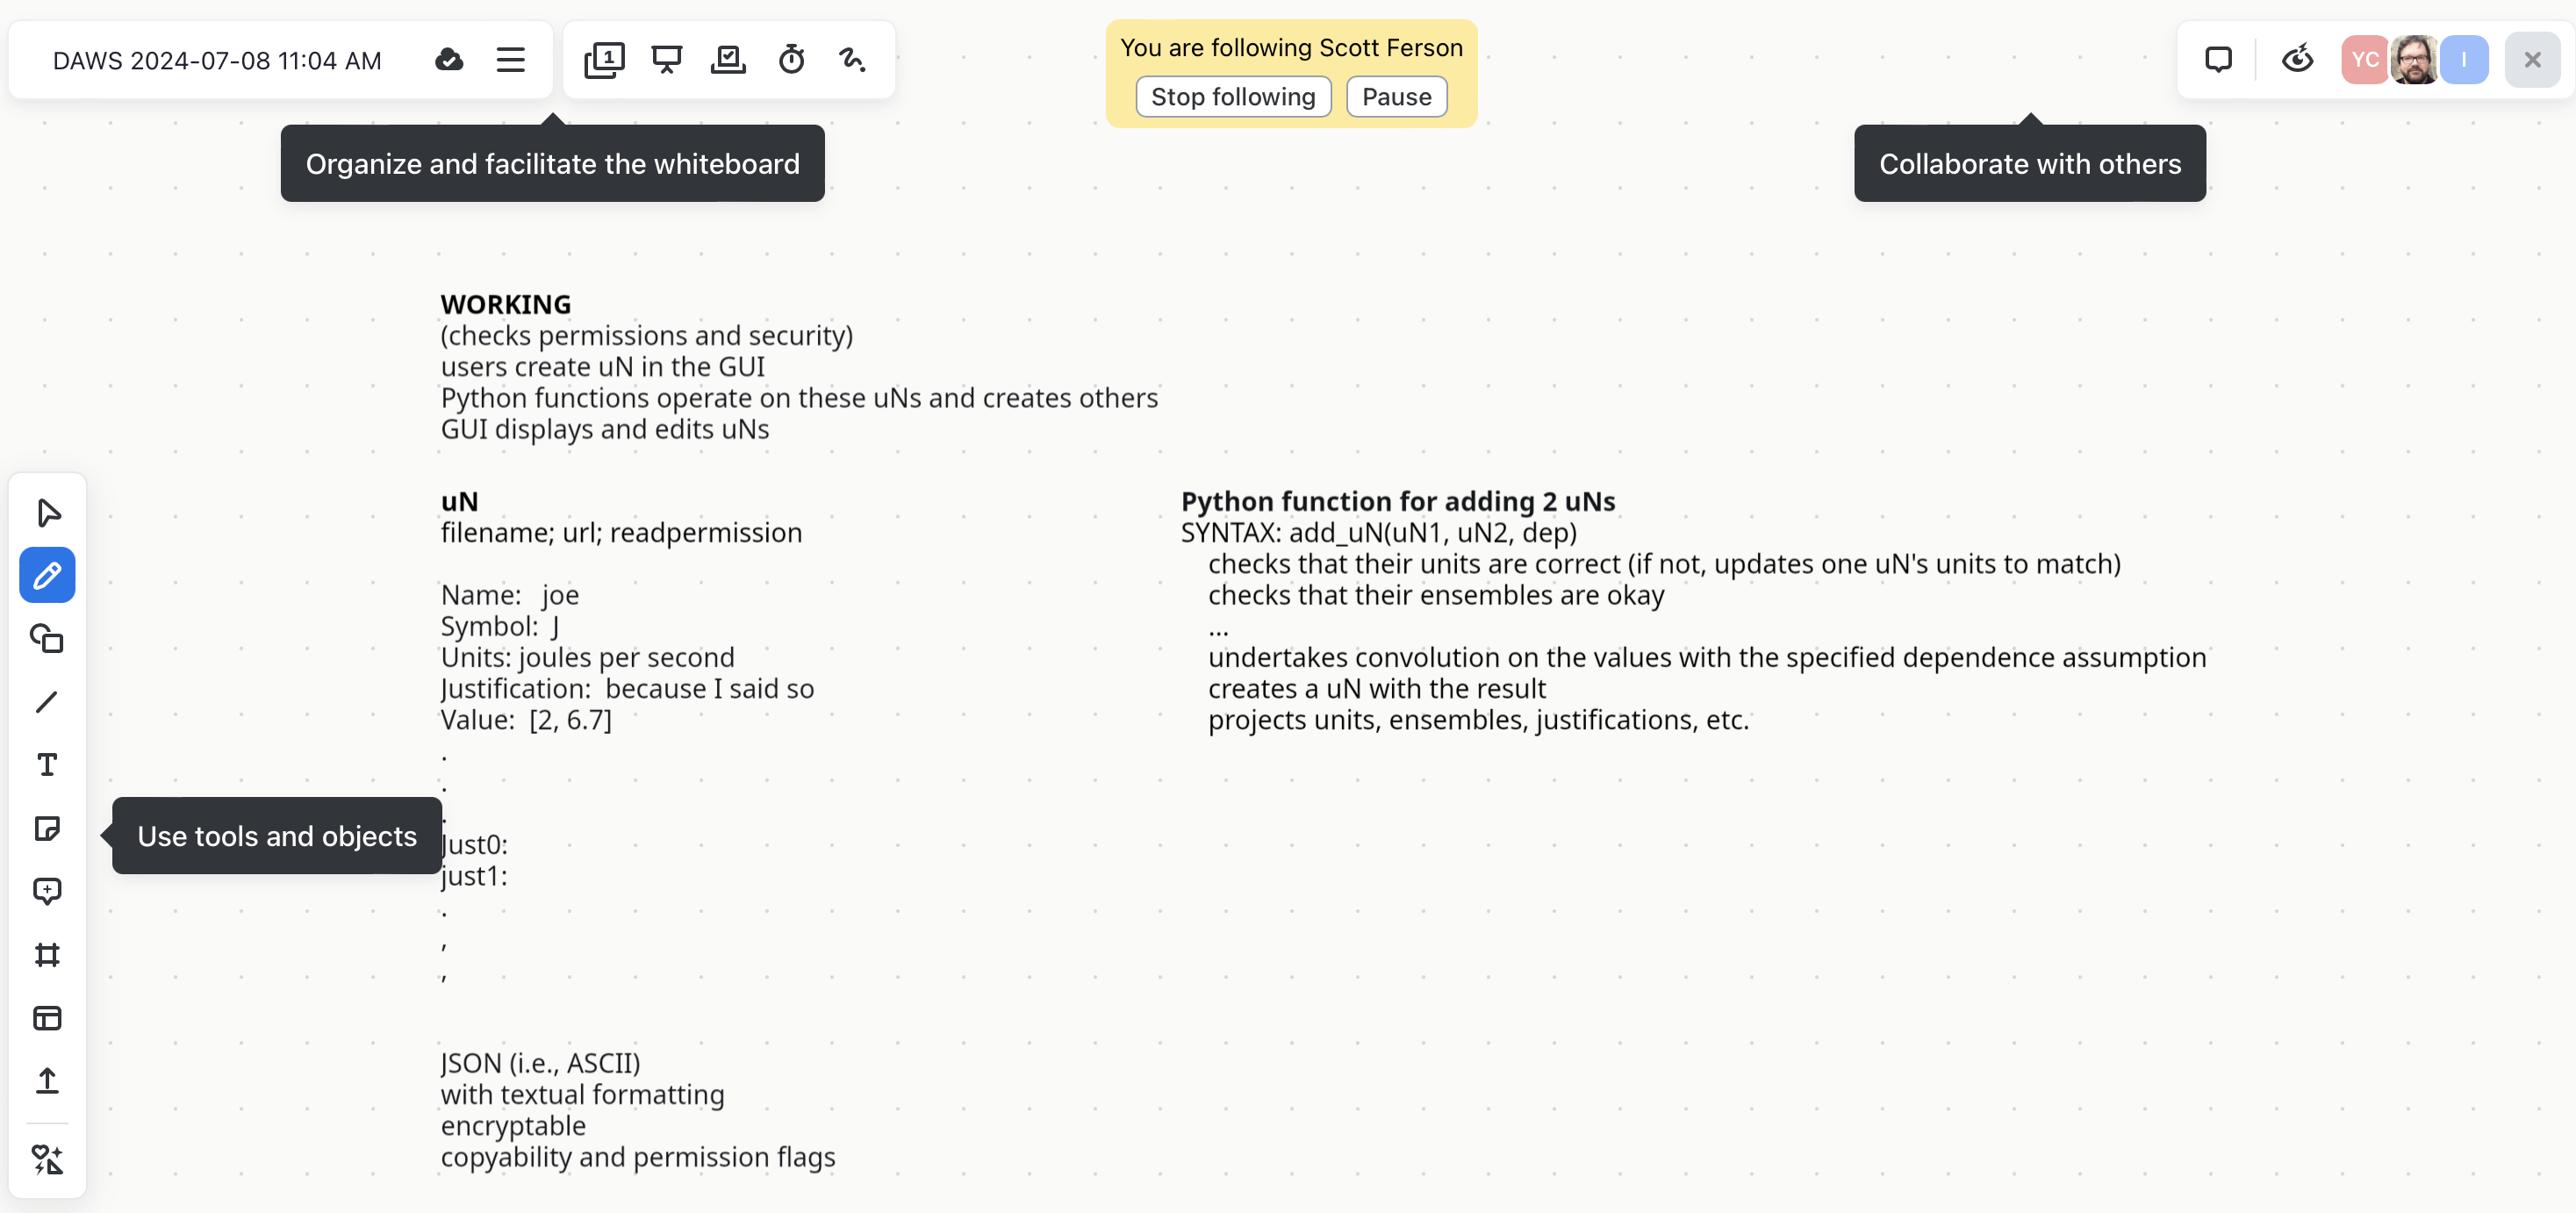 DAWS 2024-07-08 11:04 AM
1
You are following Scott Ferson
Stop following
Pause
YC
I
Organize and facilitate the whiteboard
Collaborate with others
WORKING
(checks permissions and security)
users create uN in the GUI
Python functions operate on these uNs and creates others
GUI displays and edits uNs
uN
filename; url; readpermission
Name: joe
Symbol: J
Units: joules per second
Justification: because I said so
Value: [2, 6.7]
.
.
.
Just0:
just1:
.
,
,
Use tools and objects
JSON (i.e., ASCII)
with textual formatting
encryptable
copyability and permission flags
Python function for adding 2 uNs
SYNTAX: add_uN(uN1, uN2, dep)
checks that their units are correct (if not, updates one uN's units to match)
checks that their ensembles are okay
...
undertakes convolution on the values with the specified dependence assumption
creates a uN with the result
projects units, ensembles, justifications, etc.